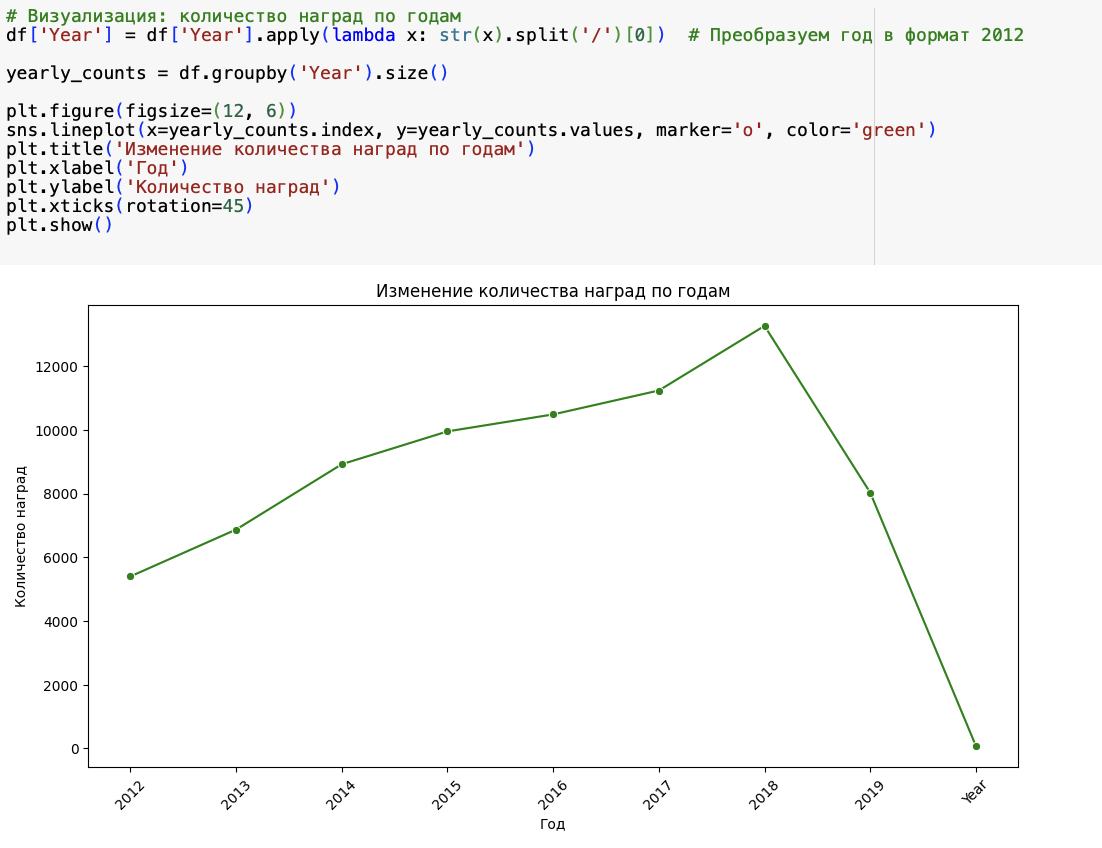 # Визуализация: количество наград по годам
df['Year'] = df['Year'].apply(lambda x: str(x).split('/')[0])  # Преобразуем год в формат 2012
yearly_counts = df.groupby('Year').size()
plt.figure(figsize=(12, 6))
sns.lineplot(x=yearly_counts.index, y=yearly_counts.values, marker='o', color='green')
plt.title('Изменение количества наград по годам')
plt.xlabel('Год')
plt.ylabel('Количество наград')
plt.xticks(rotation=45)
plt.show()
Изменение количества наград по годам
Количество наград
12000
10000
8000
6000
4000
2000
0
2012 2013 2014 2015 2016 2017 2018 2019 Year
Год